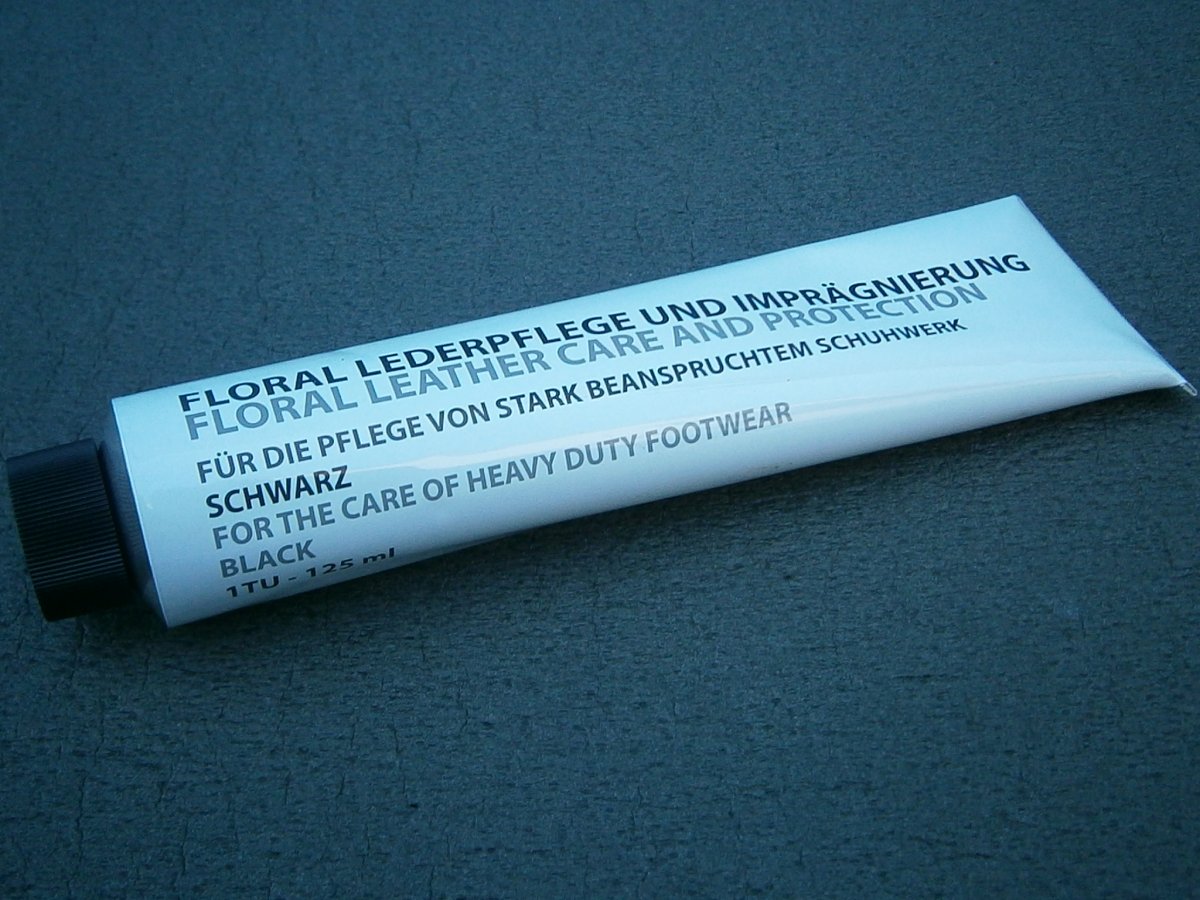 FLORAL LEDERPFLEGE UND IMPRÄGNIERUNG
FLORAL LEATHER CARE AND PROTECTION
FÜR DIE PFLEGE VON STARK BEANSPRUCHTEM SCHUHWERK
SCHWARZ
FOR THE CARE OF HEAVY DUTY FOOTWEAR
BLACK
1TU - 125 ml